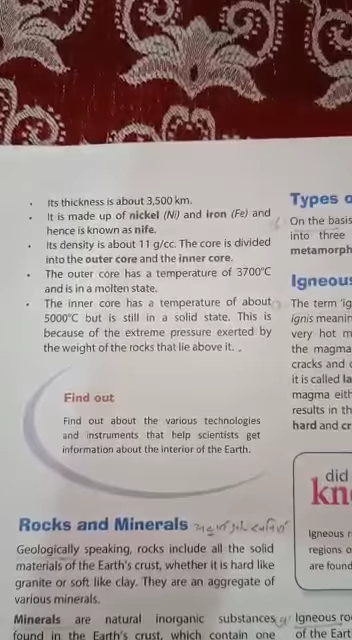 Its thickness is about 3,500 km.
It is made up of nickel (Ni) and iron (Fe) and
hence is known as nife.
Its density is about 11 g/cc. The core is divided
into the outer core and the inner core.
The outer core has a temperature of 3700°C
and is in a molten state.
The inner core has a temperature of about
5000°C but is still in a solid state. This is
because of the extreme pressure exerted by
the weight of the rocks that lie above it.
Find out
Find out about the various technologies
and instruments that help scientists get
information about the interior of the Earth.
Rocks and Minerals
Geologically speaking, rocks include all the solid
materials of the Earth's crust, whether it is hard like
granite or soft like clay. They are an aggregate of
various minerals.
Minerals are natural inorganic substances
found in the Earth's crust, which contain one
Types
On the basis
into three
metamorph
Igneous
The term 'ig
ignis meanin
very hot m
the magma
cracks and
it is called la
magma eith
results in th
hard and cr
did
kn
Igneous r
regions o
are found
Igneous ro
of the Eart